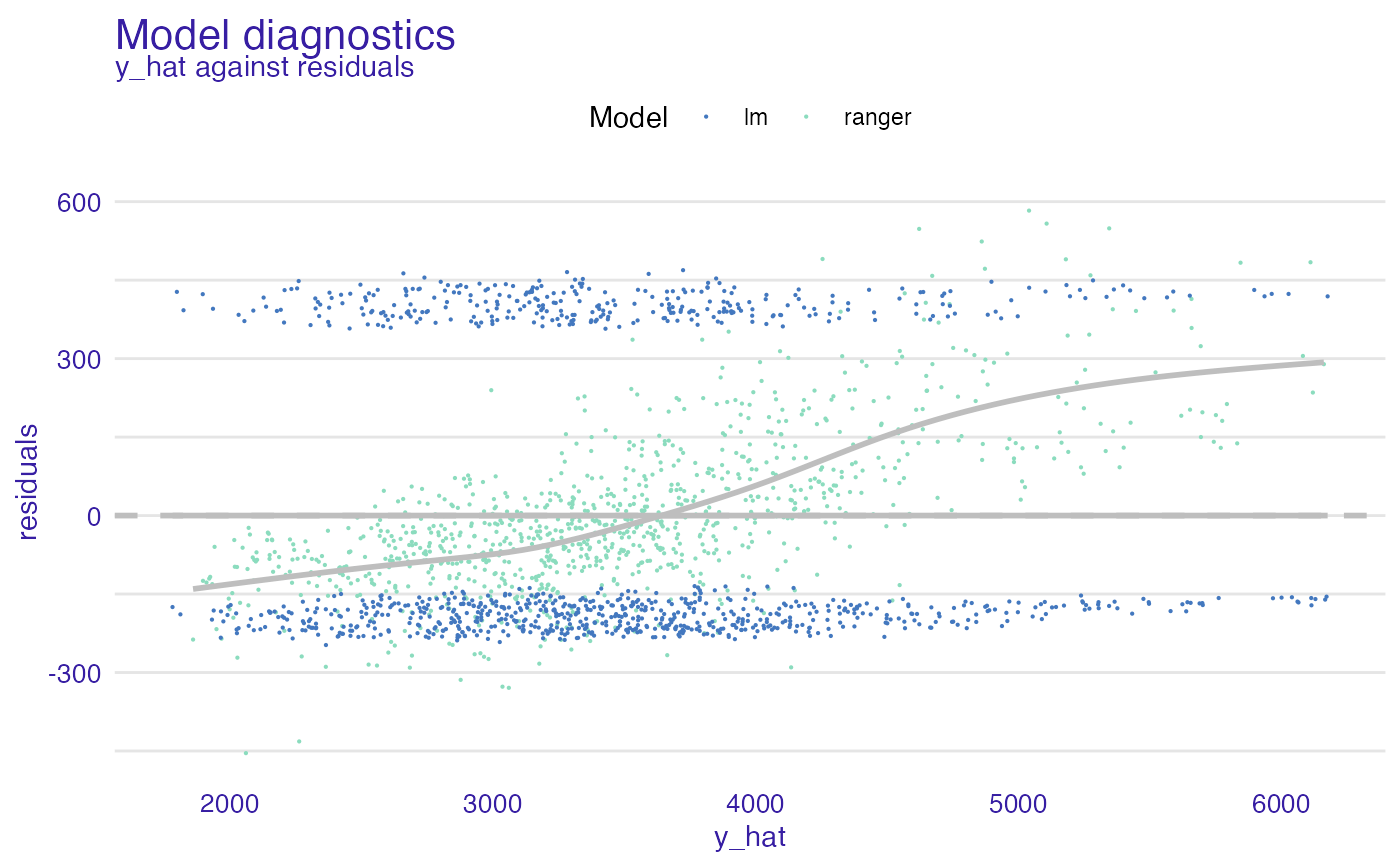 Model diagnostics
y_hat against residuals
Model lm ranger
600
300
0
-300
residuals
2000 3000 4000 5000 6000
y_hat